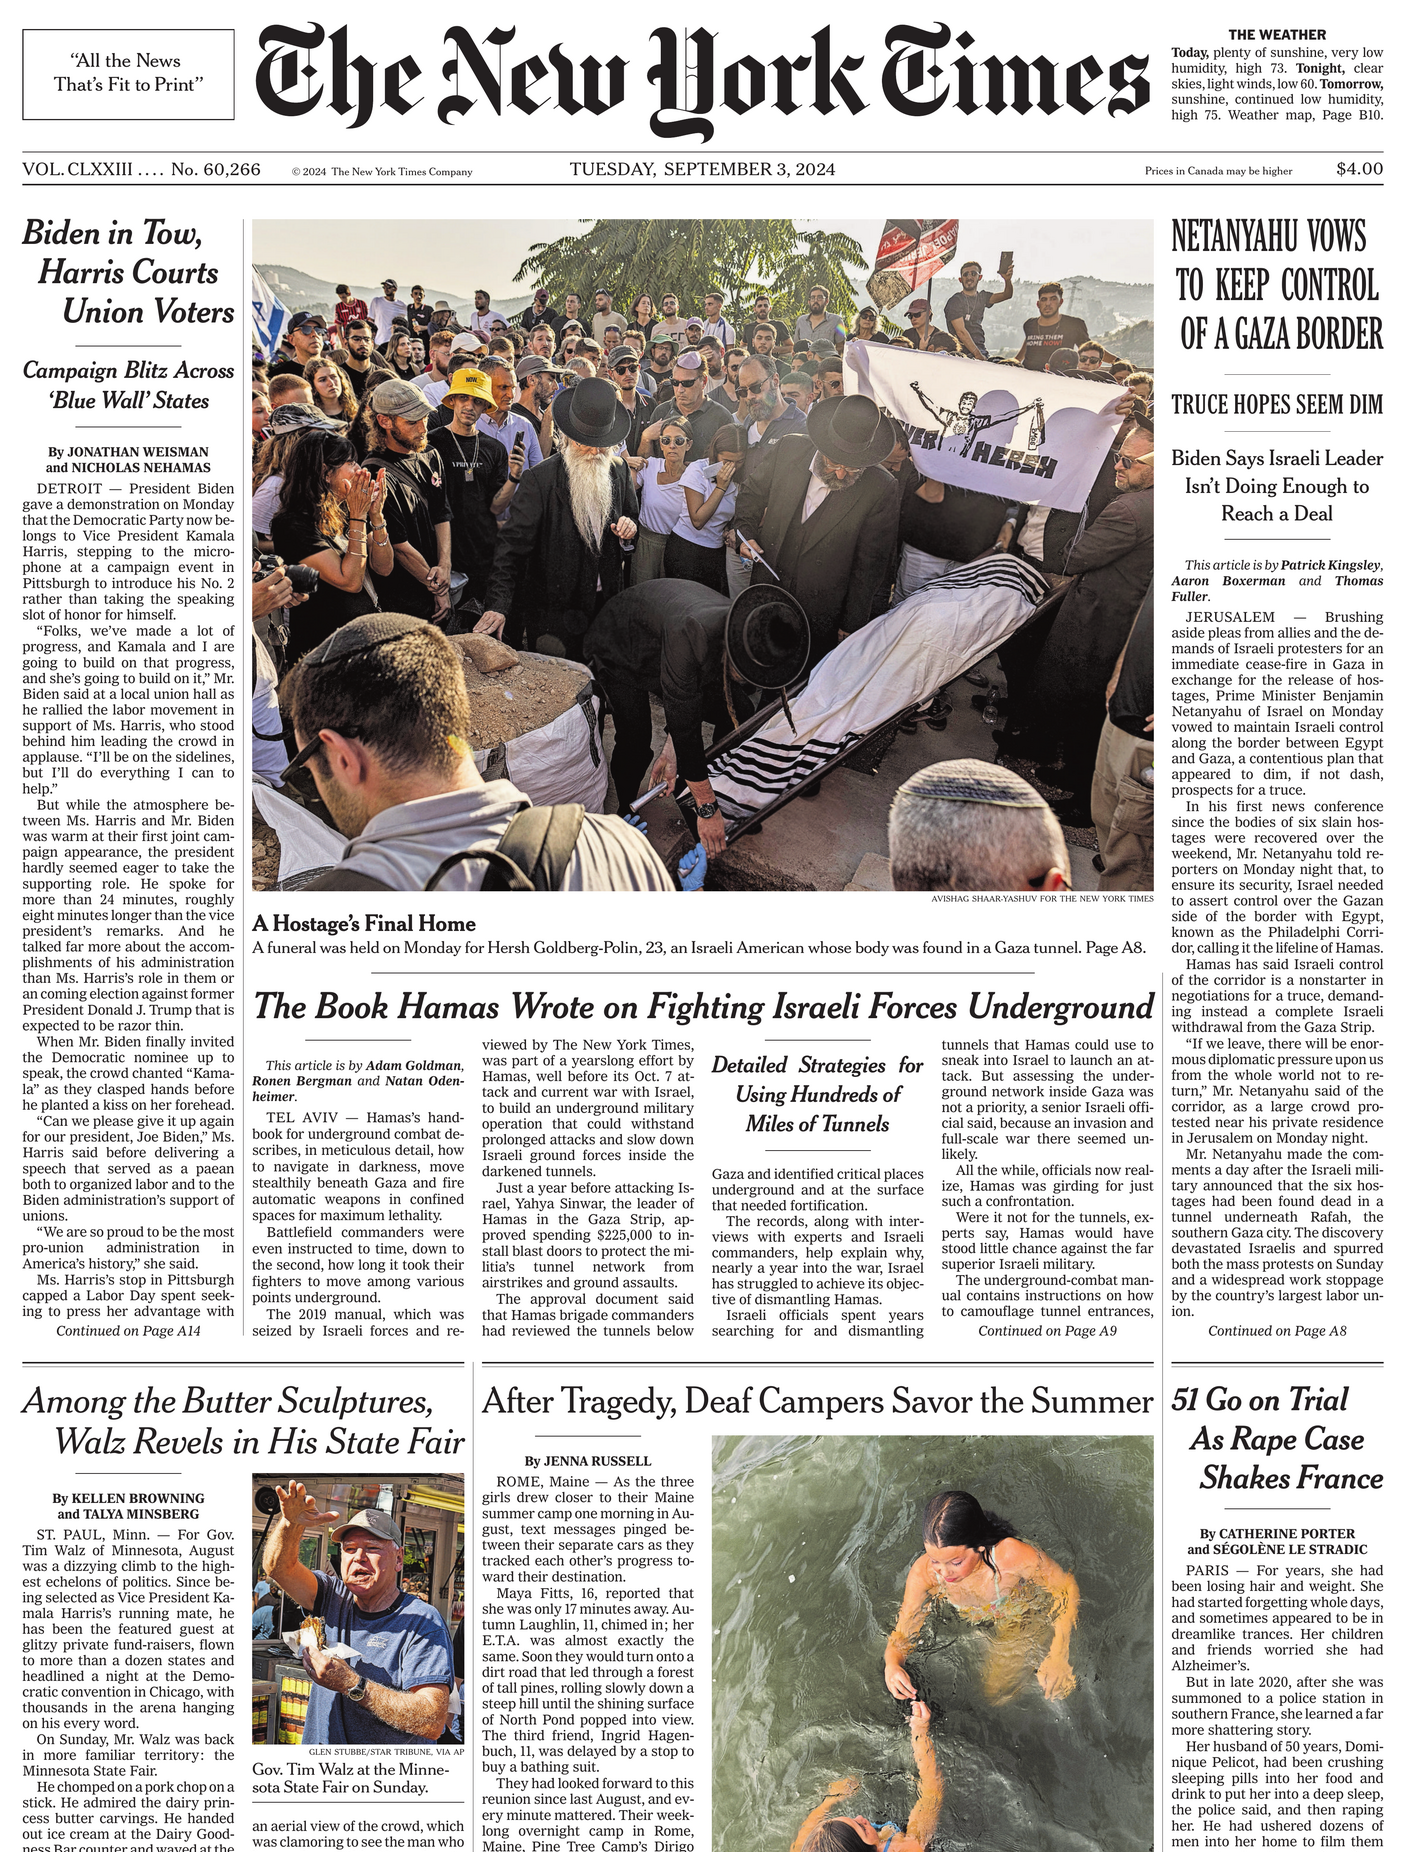 “All the News
That’s Fit to Print”
The New York Times
THE WEATHER
Today, plenty of sunshine, very low
humidity, high 73. Tonight, clear
skies, light winds, low 60. Tomorrow,
sunshine, continued low humidity,
high 75. Weather map, Page B10.
VOL. CLXXIII .... No. 60,266
© 2024 The New York Times Company
TUESDAY, SEPTEMBER 3, 2024
Prices in Canada may be higher
$4.00
Biden in Tow,
Harris Courts
Union Voters
Campaign Blitz Across
‘Blue Wall’ States
By JONATHAN WEISMAN
and NICHOLAS NEHAMAS
DETROIT — President Biden
gave a demonstration on Monday
that the Democratic Party now be-
longs to Vice President Kamala
Harris, stepping to the micro-
phone at a campaign event in
Pittsburgh to introduce his No. 2
rather than taking the speaking
slot of honor for himself.
“Folks, we’ve made a lot of
progress, and Kamala and I are
going to build on that progress,
and she’s going to build on it,” Mr.
Biden said at a local union hall as
he rallied the labor movement in
support of Ms. Harris, who stood
behind him leading the crowd in
applause. “I’ll be on the sidelines,
but I’ll do everything I can to
help.”
But while the atmosphere be-
tween Ms. Harris and Mr. Biden
was warm at their first joint cam-
paign appearance, the president
hardly seemed eager to take the
supporting role. He spoke for
more than 24 minutes, roughly
eight minutes longer than the vice
president’s remarks. And he
talked far more about the accom-
plishments of his administration
than Ms. Harris’s role in them or
an coming election against former
President Donald J. Trump that is
expected to be razor thin.
When Mr. Biden finally invited
the Democratic nominee up to
speak, the crowd chanted “Kama-
la” as they clasped hands before
he planted a kiss on her forehead.
“Can we please give it up again
for our president, Joe Biden,” Ms.
Harris said before delivering a
speech that served as a paean
both to organized labor and to the
Biden administration’s support of
unions.
“We are so proud to be the most
pro-union administration in
America’s history,” she said.
Ms. Harris’s stop in Pittsburgh
capped a Labor Day spent seek-
ing to press her advantage with
Continued on Page A14
BRING THEM
HOME NOW!
NOW.
HERSH
AVISHAG SHAAR-YASHUV FOR THE NEW YORK TIMES
A Hostage’s Final Home
A funeral was held on Monday for Hersh Goldberg-Polin, 23, an Israeli American whose body was found in a Gaza tunnel. Page A8.
The Book Hamas Wrote on Fighting Israeli Forces Underground
This article is by Adam Goldman,
Ronen Bergman and Natan Oden-
heimer.
TEL AVIV — Hamas’s hand-
book for underground combat de-
scribes, in meticulous detail, how
to navigate in darkness, move
stealthily beneath Gaza and fire
automatic weapons in confined
spaces for maximum lethality.
Battlefield commanders were
even instructed to time, down to
the second, how long it took their
fighters to move among various
points underground.
The 2019 manual, which was
seized by Israeli forces and re-
viewed by The New York Times,
was part of a yearslong effort by
Hamas, well before its Oct. 7 at-
tack and current war with Israel,
to build an underground military
operation that could withstand
prolonged attacks and slow down
Israeli ground forces inside the
darkened tunnels.
Just a year before attacking Is-
rael, Yahya Sinwar, the leader of
Hamas in the Gaza Strip, ap-
proved spending $225,000 to in-
stall blast doors to protect the mi-
litia’s tunnel network from
airstrikes and ground assaults.
The approval document said
that Hamas brigade commanders
had reviewed the tunnels below
Detailed Strategies for
Using Hundreds of
Miles of Tunnels
Gaza and identified critical places
underground and at the surface
that needed fortification.
The records, along with inter-
views with experts and Israeli
commanders, help explain why,
nearly a year into the war, Israel
has struggled to achieve its objec-
tive of dismantling Hamas.
Israeli officials spent years
searching for and dismantling
tunnels that Hamas could use to
sneak into Israel to launch an at-
tack. But assessing the under-
ground network inside Gaza was
not a priority, a senior Israeli offi-
cial said, because an invasion and
full-scale war there seemed un-
likely.
All the while, officials now real-
ize, Hamas was girding for just
such a confrontation.
Were it not for the tunnels, ex-
perts say, Hamas would have
stood little chance against the far
superior Israeli military.
The underground-combat man-
ual contains instructions on how
to camouflage tunnel entrances,
Continued on Page A9
NETANYAHU VOWS
TO KEEP CONTROL
OF A GAZA BORDER
TRUCE HOPES SEEM DIM
Biden Says Israeli Leader
Isn’t Doing Enough to
Reach a Deal
This article is by Patrick Kingsley,
Aaron Boxerman and Thomas
Fuller.
JERUSALEM — Brushing
aside pleas from allies and the de-
mands of Israeli protesters for an
immediate cease-fire in Gaza in
exchange for the release of hos-
tages, Prime Minister Benjamin
Netanyahu of Israel on Monday
vowed to maintain Israeli control
along the border between Egypt
and Gaza, a contentious plan that
appeared to dim, if not dash,
prospects for a truce.
In his first news conference
since the bodies of six slain hos-
tages were recovered over the
weekend, Mr. Netanyahu told re-
porters on Monday night that, to
ensure its security, Israel needed
to assert control over the Gazan
side of the border with Egypt,
known as the Philadelphi Corri-
dor, calling it the lifeline of Hamas.
Hamas has said Israeli control
of the corridor is a nonstarter in
negotiations for a truce, demand-
ing instead a complete Israeli
withdrawal from the Gaza Strip.
“If we leave, there will be enor-
mous diplomatic pressure upon us
from the whole world not to re-
turn,” Mr. Netanyahu said of the
corridor, as a large crowd pro-
tested near his private residence
in Jerusalem on Monday night.
Mr. Netanyahu made the com-
ments a day after the Israeli mili-
tary announced that the six hos-
tages had been found dead in a
tunnel underneath Rafah, the
southern Gaza city. The discovery
devastated Israelis and spurred
both the mass protests on Sunday
and a widespread work stoppage
by the country’s largest labor un-
ion.
Continued on Page A8
Among the Butter Sculptures,
Walz Revels in His State Fair
By KELLEN BROWNING
and TALYA MINSBERG
ST. PAUL, Minn. — For Gov.
Tim Walz of Minnesota, August
was a dizzying climb to the high-
est echelons of politics. Since be-
ing selected as Vice President Ka-
mala Harris’s running mate, he
has been the featured guest at
glitzy private fund-raisers, flown
to more than a dozen states and
headlined a night at the Demo-
cratic convention in Chicago, with
thousands in the arena hanging
on his every word.
On Sunday, Mr. Walz was back
in more familiar territory: the
Minnesota State Fair.
He chomped on a pork chop on a
stick. He admired the dairy prin-
cess butter carvings. He handed
out ice cream at the Dairy Good-
ness Bar counter and waved at the
GLEN STUBBE/STAR TRIBUNE, VIA AP
Gov. Tim Walz at the Minne-
sota State Fair on Sunday.
an aerial view of the crowd, which
was clamoring to see the man who
After Tragedy, Deaf Campers Savor the Summer
By JENNA RUSSELL
ROME, Maine — As the three
girls drew closer to their Maine
summer camp one morning in Au-
gust, text messages pinged be-
tween their separate cars as they
tracked each other’s progress to-
ward their destination.
Maya Fitts, 16, reported that
she was only 17 minutes away. Au-
tumn Laughlin, 11, chimed in; her
E.T.A. was almost exactly the
same. Soon they would turn onto a
dirt road that led through a forest
of tall pines, rolling slowly down a
steep hill until the shining surface
of North Pond popped into view.
The third friend, Ingrid Hagen-
buch, 11, was delayed by a stop to
buy a bathing suit.
They had looked forward to this
reunion since last August, and ev-
ery minute mattered. Their week-
long overnight camp in Rome,
Maine, Pine Tree Camp’s Dirigo
51 Go on Trial
As Rape Case
Shakes France
By CATHERINE PORTER
and SÉGOLÈNE LE STRADIC
PARIS — For years, she had
been losing hair and weight. She
had started forgetting whole days,
and sometimes appeared to be in
dreamlike trances. Her children
and friends worried she had
Alzheimer’s.
But in late 2020, after she was
summoned to a police station in
southern France, she learned a far
more shattering story.
Her husband of 50 years, Domi-
nique Pelicot, had been crushing
sleeping pills into her food and
drink to put her into a deep sleep,
the police said, and then raping
her. He had ushered dozens of
men into her home to film them